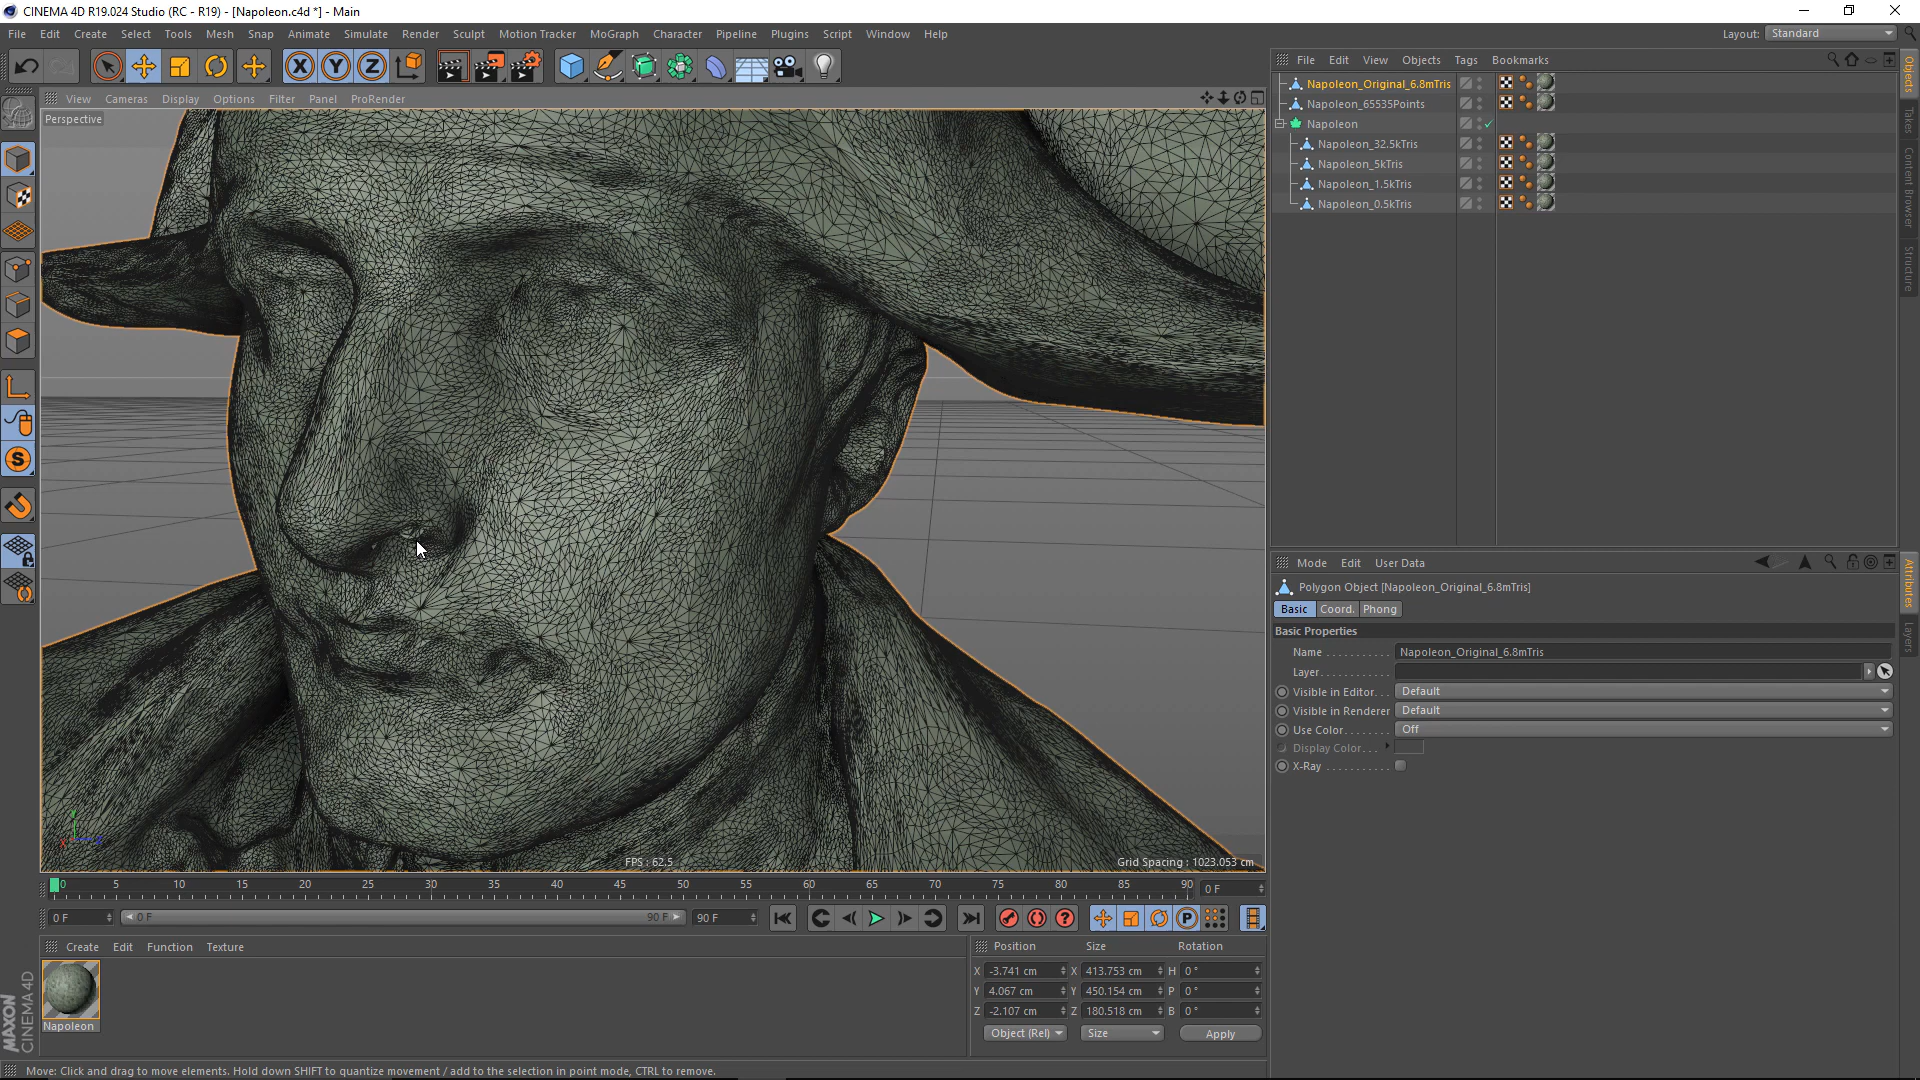 CINEMA 4D R19.024 Studio (RC - R19) - [Napoleon.c4d *] - Main
File Edit Create Select Tools Mesh Snap Animate Simulate Render Sculpt Motion Tracker MoGraph Character Pipeline Plugins Script Window Help
Layout: Standard
X Y Z
View Cameras Display Options Filter Panel ProRender
Perspective
File Edit View Objects Tags Bookmarks
Napoleon_Original_6.8mTris
Napoleon_65535Points
Napoleon
Napoleon_32.5kTris
Napoleon_5kTris
Napoleon_1.5kTris
Napoleon_0.5kTris
Objects
Takes
Content Browser
Structure
S
Mode Edit User Data
Polygon Object [Napoleon_Original_6.8mTris]
Basic Coord. Phong
Basic Properties
Name Napoleon_Original_6.8mTris
Layer
Visible in Editor Default
Visible in Renderer Default
Use Color Off
Display Color
X-Ray
Attributes
Layers
Y
X Z
FPS : 62.5
Grid Spacing : 1023.053 cm
0 5 10 15 20 25 30 35 40 45 50 55 60 65 70 75 80 85 90 0 F
0 F 0 F 90 F 90 F
? P
Create Edit Function Texture
Napoleon
Position Size Rotation
X -3.741 cm X 413.753 cm H 0 °
Y 4.067 cm Y 450.154 cm P 0 °
Z -2.107 cm Z 180.518 cm B 0 °
Object (Rel) Size Apply
MAXON
CINEMA 4D
Move: Click and drag to move elements. Hold down SHIFT to quantize movement / add to the selection in point mode, CTRL to remove.